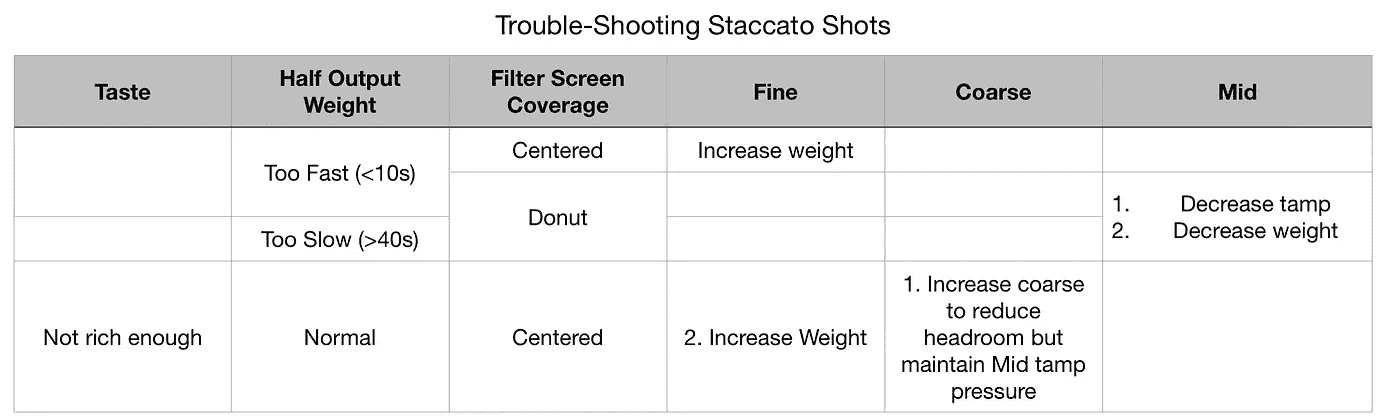 Trouble-Shooting Staccato Shots
Taste
Half Output
Weight
Filter Screen
Coverage
Fine
Coarse
Mid
Too Fast (<10s)
Centered
Increase weight
Donut
1. Decrease tamp
2. Decrease weight
Too Slow (>40s)
Not rich enough
Normal
Centered
2. Increase Weight
1. Increase coarse
to reduce
headroom but
maintain Mid tamp
pressure